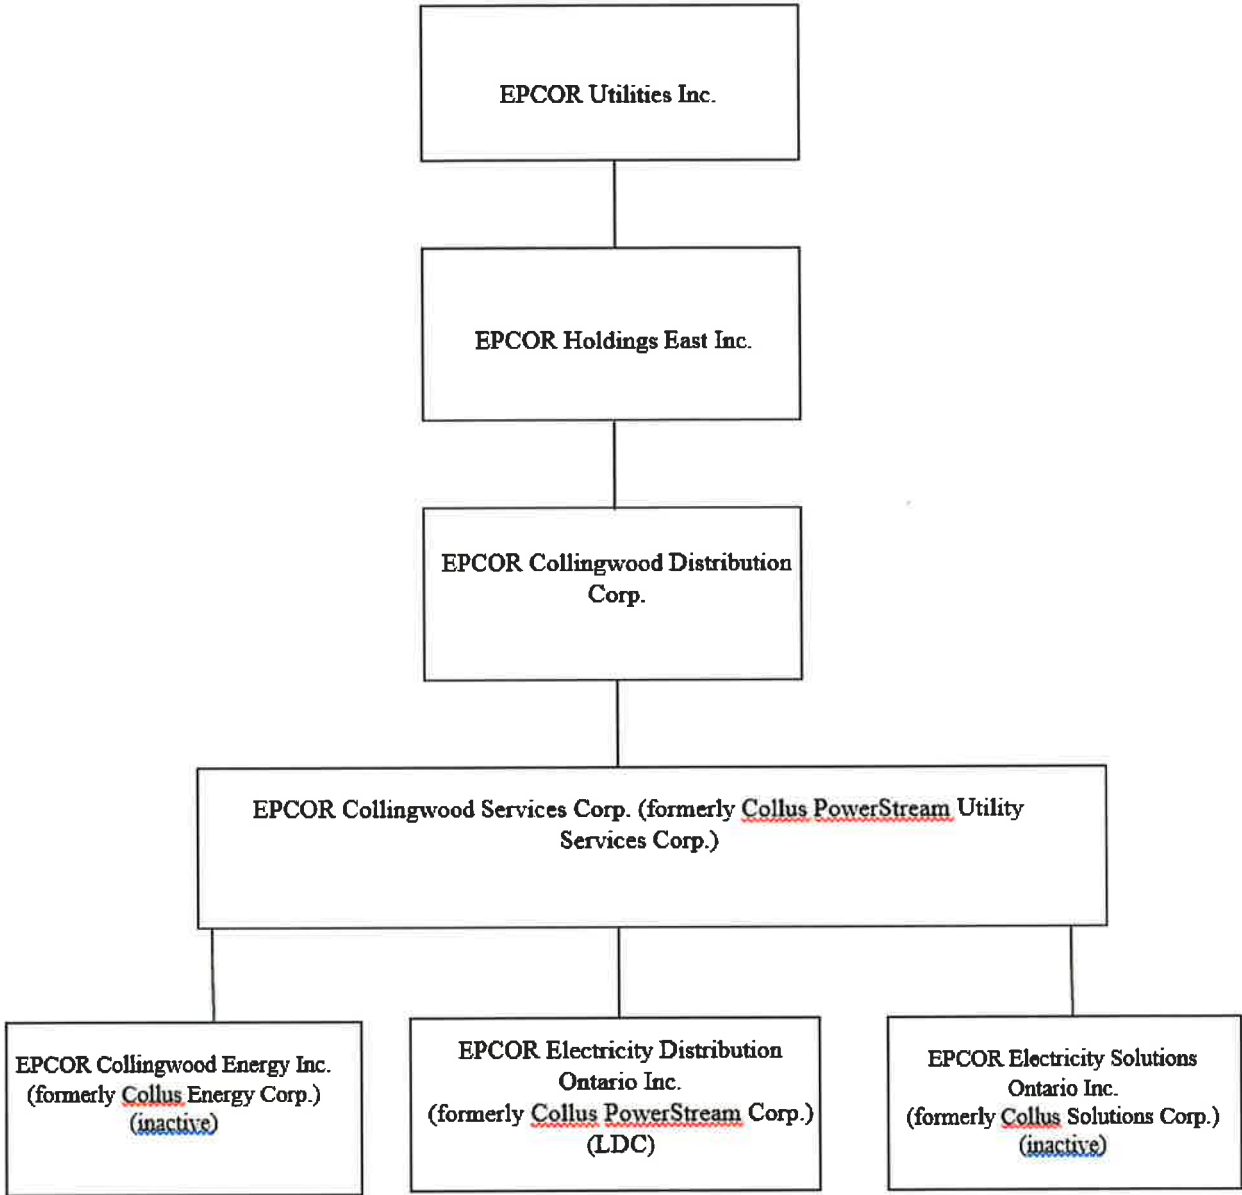 EPCOR Utilities Inc.
EPCOR Holdings East Inc.
EPCOR Collingwood Distribution
Corp.
EPCOR Collingwood Services Corp. (formerly Collus PowerStream Utility
Services Corp.)
EPCOR Collingwood Energy Inc.
(formerly Collus Energy Corp.)
(inactive)
EPCOR Electricity Distribution
Ontario Inc.
(formerly Collus PowerStream Corp.)
(LDC)
EPCOR Electricity Solutions
Ontario Inc.
(formerly Collus Solutions Corp.)
(inactive)